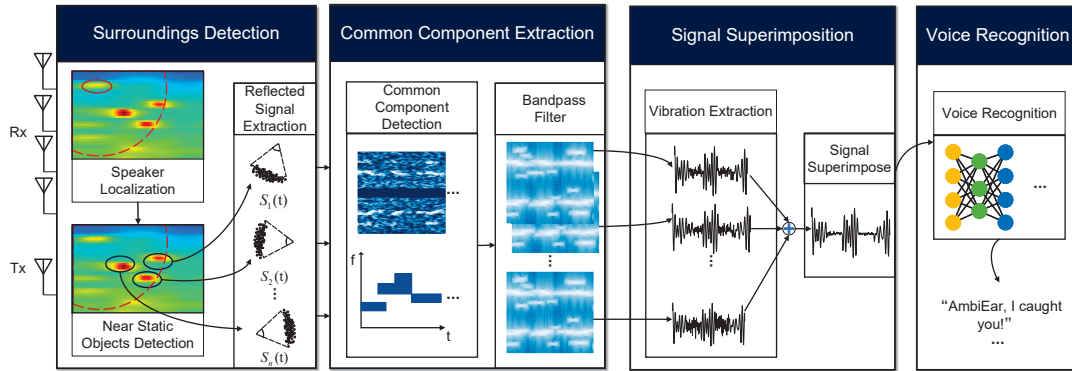 Surroundings Detection
Common Component Extraction
Signal Superimposition
Voice Recognition
Rx
Tx
Speaker
Localization
Near Static
Objects Detection
Reflected
Signal
Extraction
S1(t)
S2(t)
⋮
Sn(t)
Common
Component
Detection
...
f
...
t
Bandpass
Filter
⋮
Vibration Extraction
⋮
Signal
Superimpose
Voice Recognition
...
“AmbiEar, I caught
you!”
...